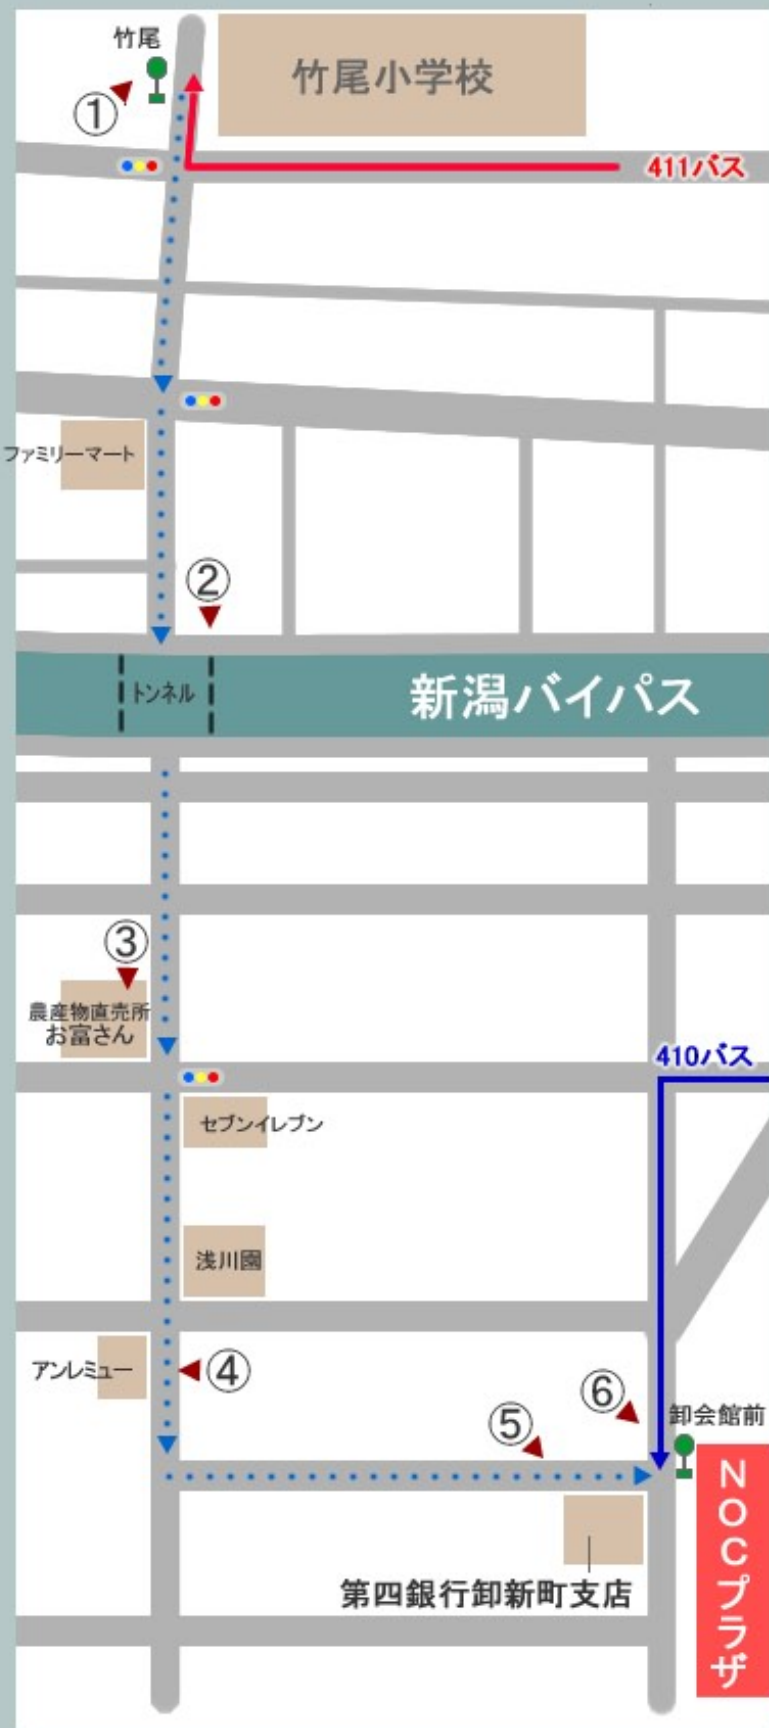 竹尾
①
竹尾小学校
411バス
ファミリーマート
②
トンネル
新潟バイパス
③
農産物直売所
お富さん
410バス
セブンイレブン
浅川園
アンレミュー
④
⑤
⑥
卸会館前
NOCプラザ
第四銀行卸新町支店